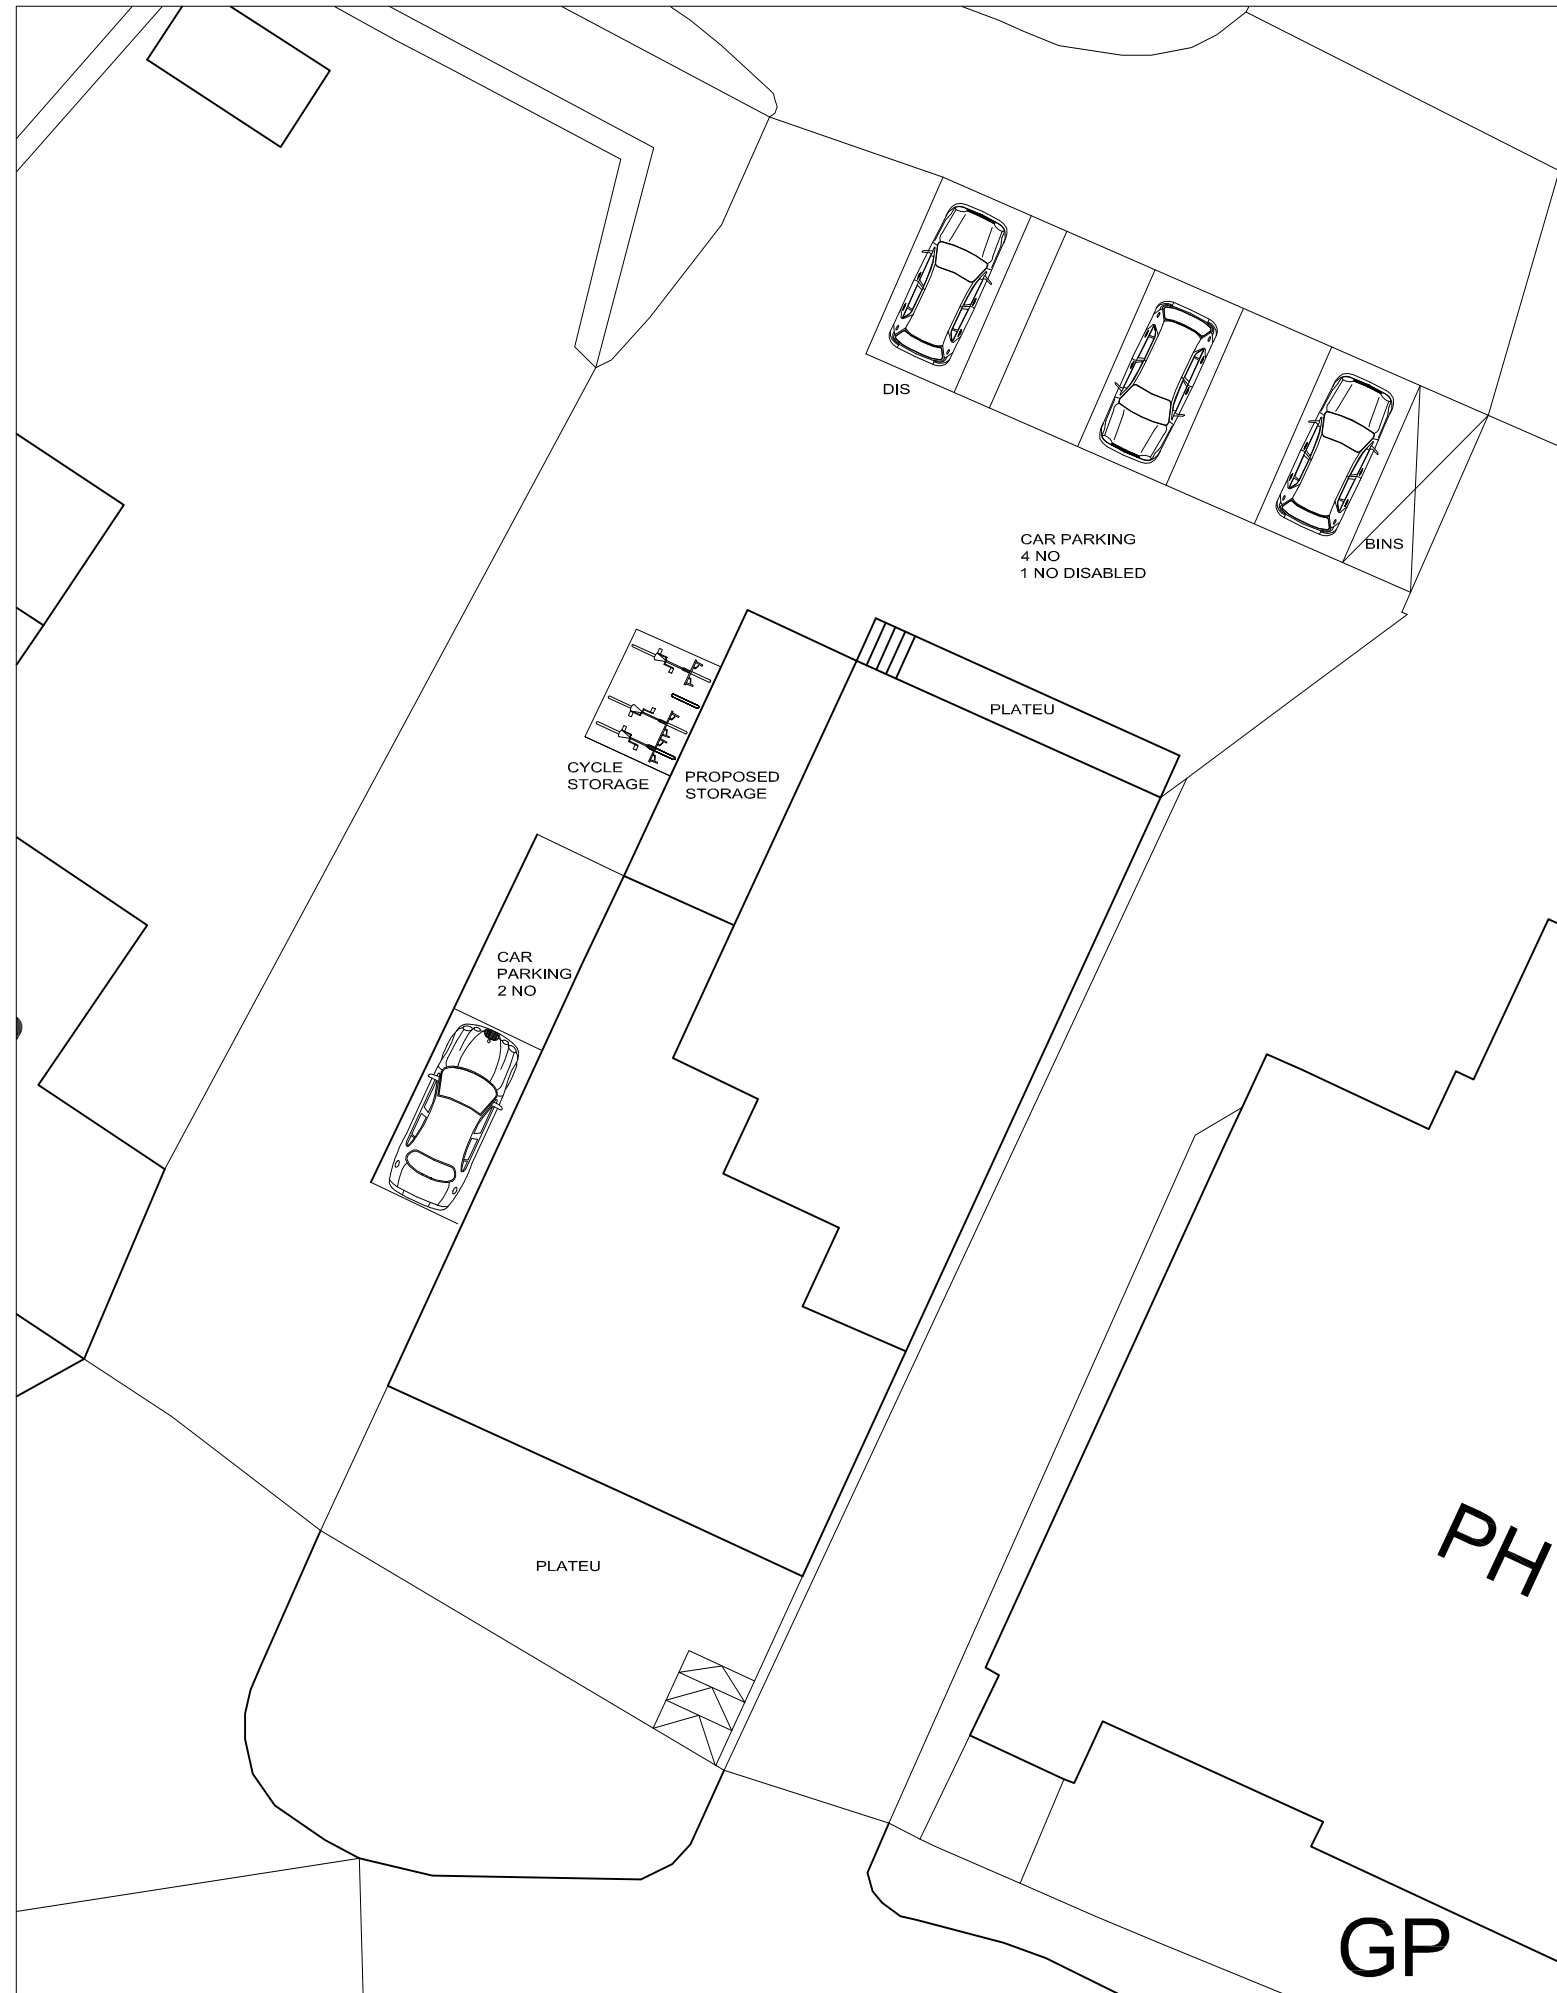 DIS
CAR PARKING
4 NO
1 NO DISABLED
BINS
PLATEU
CYCLE
STORAGE
PROPOSED
STORAGE
CAR
PARKING
2 NO
PH
PLATEU
GP